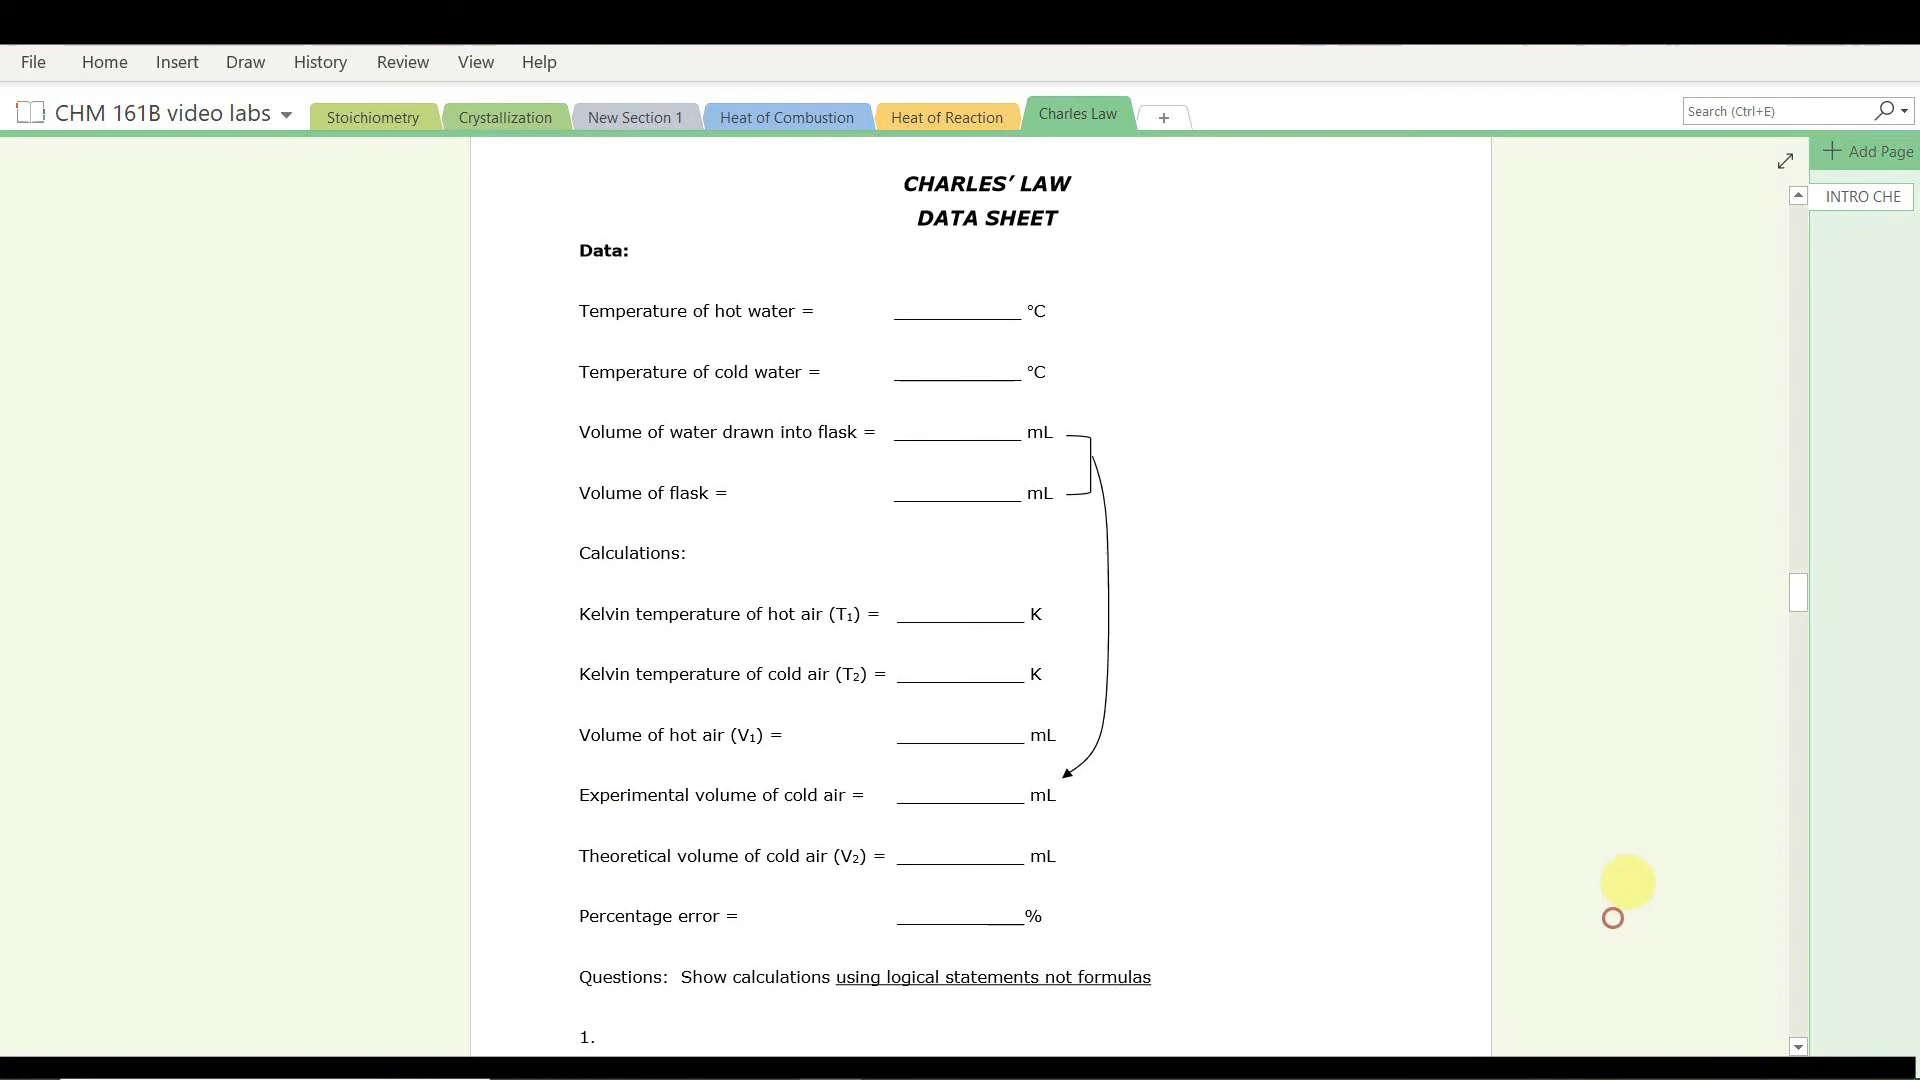 File Home Insert Draw History Review View Help
CHM 161B video labs Stoichiometry Crystallization New Section 1 Heat of Combustion Heat of Reaction Charles Law + Search (Ctrl+E)
Add Page
INTRO CHE
CHARLES’ LAW
DATA SHEET
Data:
Temperature of hot water = ____________ °C
Temperature of cold water = ____________ °C
Volume of water drawn into flask = ____________ mL
Volume of flask = ____________ mL
Calculations:
Kelvin temperature of hot air (T₁) = ____________ K
Kelvin temperature of cold air (T₂) = ____________ K
Volume of hot air (V₁) = ____________ mL
Experimental volume of cold air = ____________ mL
Theoretical volume of cold air (V₂) = ____________ mL
Percentage error = ____________%
Questions: Show calculations using logical statements not formulas
1.